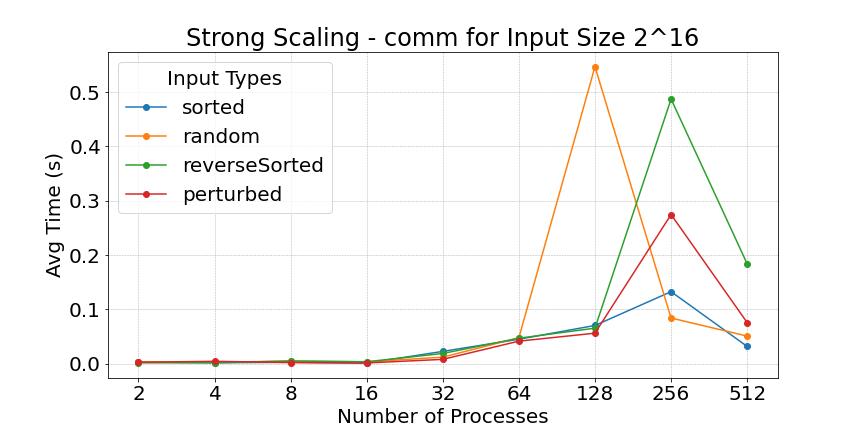 Strong Scaling - comm for Input Size 2^16
Input Types
sorted
random
reverseSorted
perturbed
Avg Time (s)
0.5
0.4
0.3
0.2
0.1
0.0
2 4 8 16 32 64 128 256 512
Number of Processes